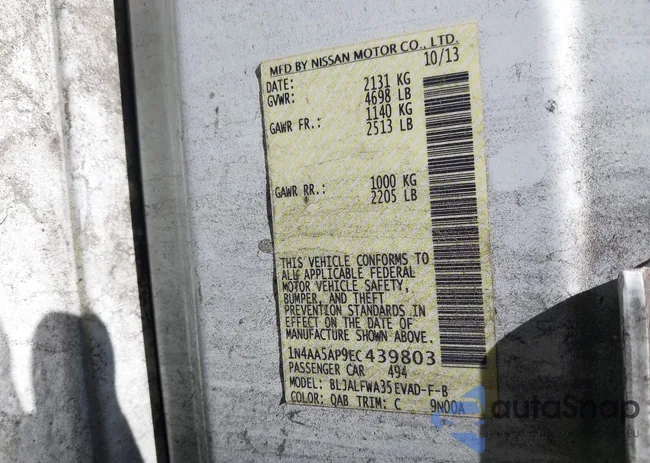 MFD BY NISSAN MOTOR CO., LTD.
DATE: 10/13
GVWR: 2131 KG
4698 LB
GAWR FR.: 1140 KG
2513 LB
GAWR RR.: 1000 KG
2205 LB
THIS VEHICLE CONFORMS TO
ALL APPLICABLE FEDERAL
MOTOR VEHICLE SAFETY,
BUMPER, AND THEFT
PREVENTION STANDARDS IN
EFFECT ON THE DATE OF
MANUFACTURE SHOWN ABOVE.
1N4AA5AP9EC439803
PASSENGER CAR 494
MODEL: BLJALFWA35EVAD-F-B
COLOR: QAB TRIM: C 9N00A
autoSnap